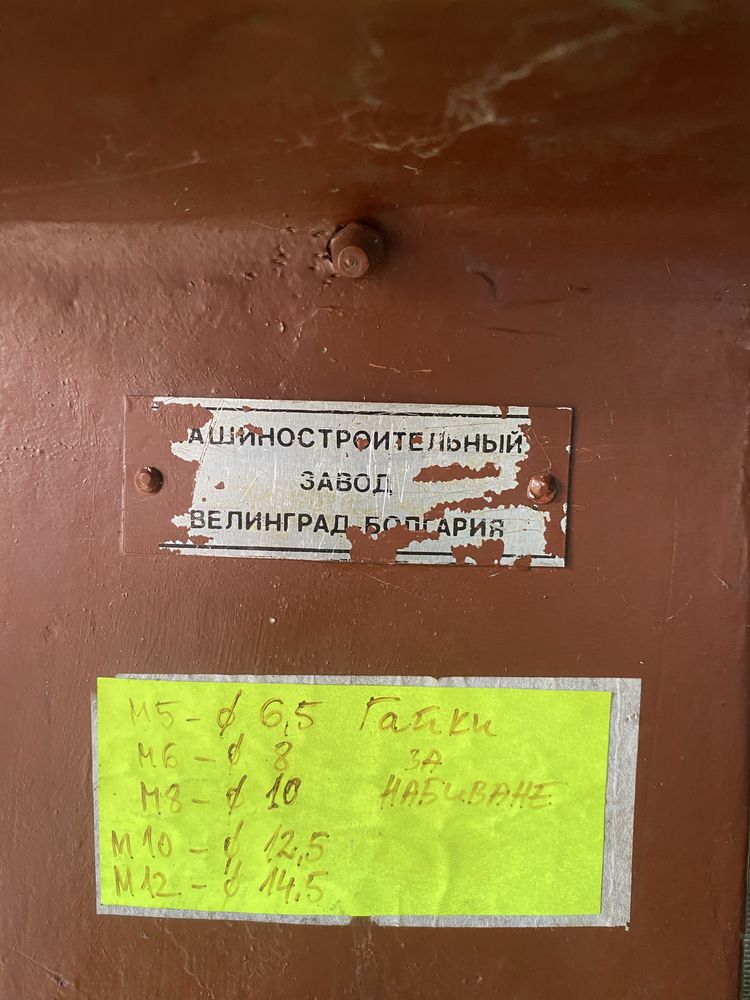 АШИНОСТРОИТЕЛЬНЫЙ
ЗАВОД
ВЕЛИНГРАД-БОЛГАРИЯ
М5 - ϕ 6,5 Гайки
М6 - ϕ 8 ЗА
М8 - ϕ 10 НАБИВАНЕ
М10 - ϕ 12,5
М12 - ϕ 14,5